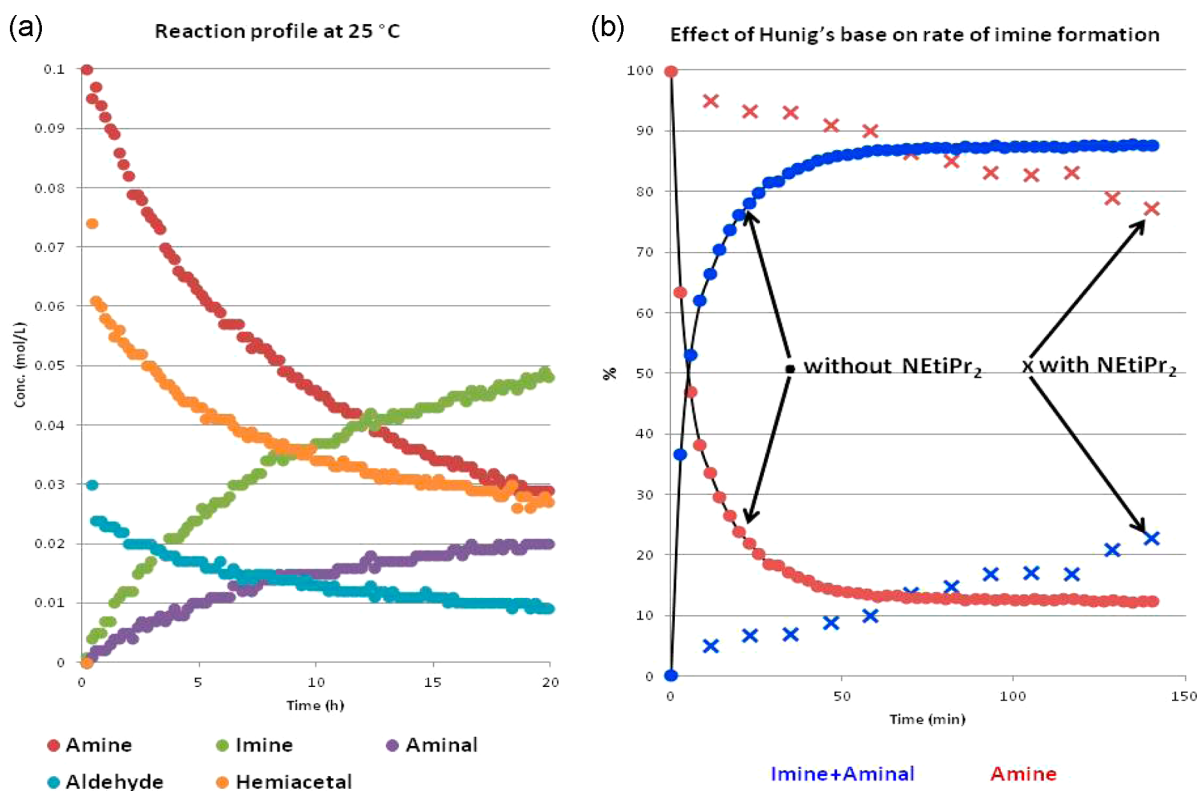 (a)
Reaction profile at 25 °C
0.1
0.09
0.08
0.07
0.06
0.05
0.04
0.03
0.02
0.01
0
Conc. (mol/L)
0
5
10
15
20
Time (h)
Amine
Imine
Aminal
Aldehyde
Hemiacetal
(b)
Effect of Hunig's base on rate of imine formation
100
90
80
70
60
50
40
30
20
10
0
%
without NEtiPr2
x with NEtiPr2
0
50
100
150
Time (min)
Imine+Aminal
Amine